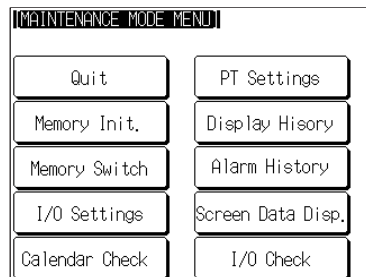 [MAINTENANCE MODE MENU]
Quit
PT Settings
Memory Init.
Display Hisory
Memory Switch
Alarm History
I/O Settings
Screen Data Disp.
Calendar Check
I/O Check